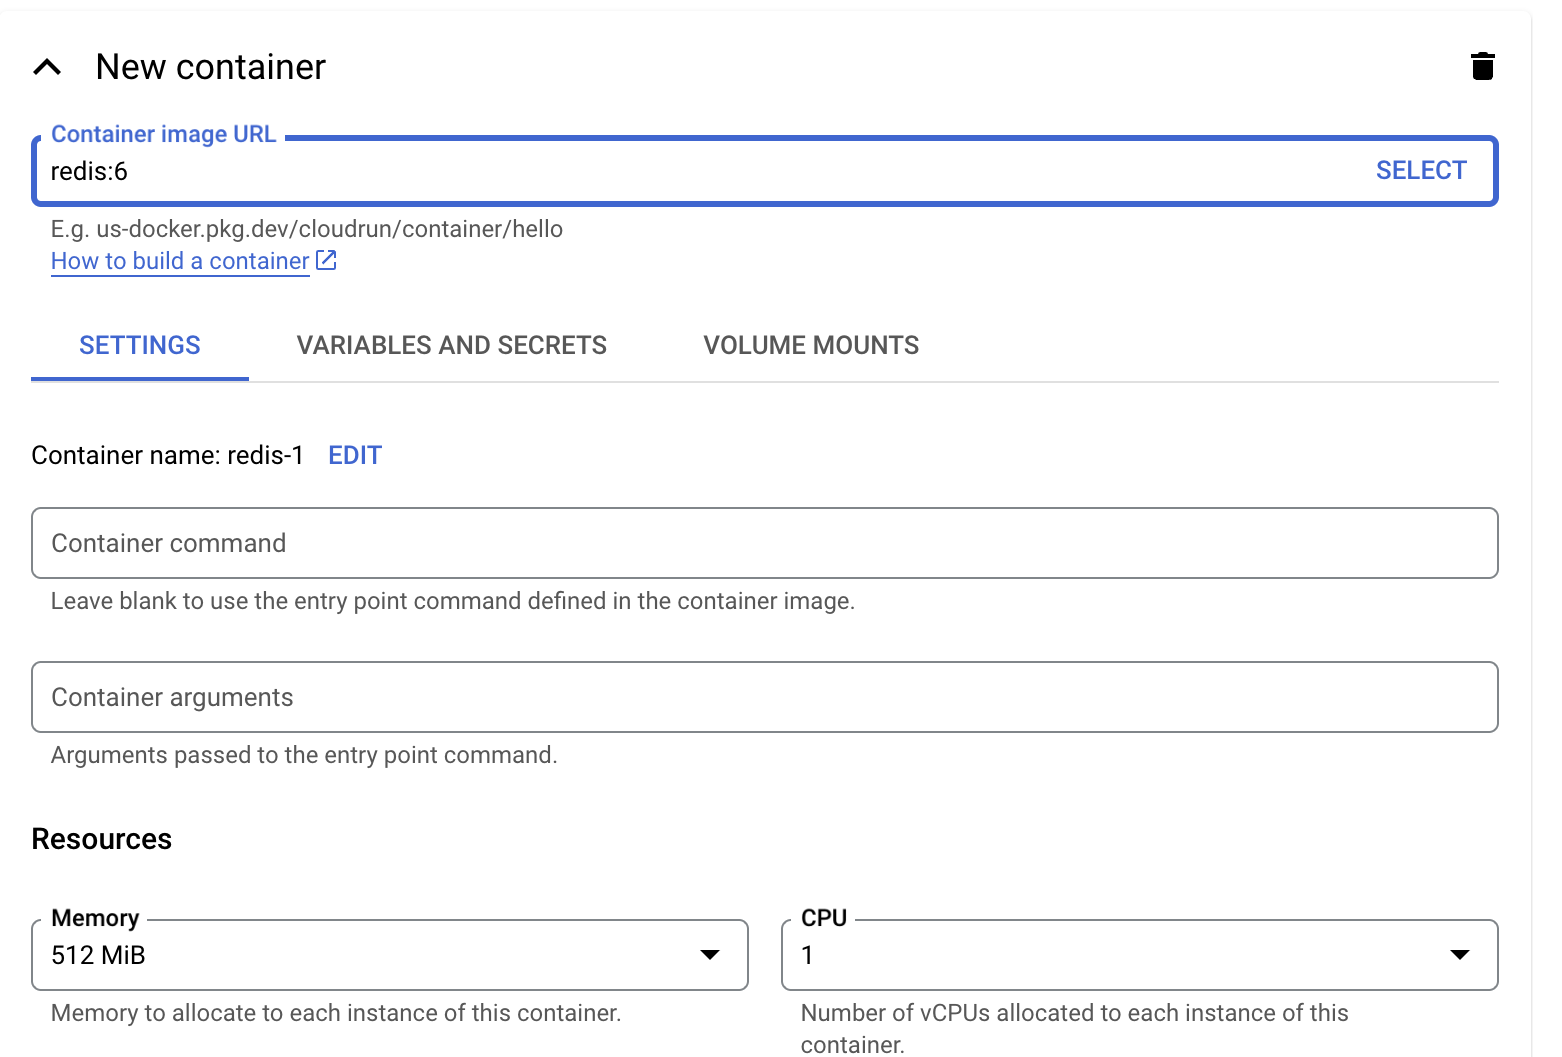 New container
Container image URL
redis:6
SELECT
E.g. us-docker.pkg.dev/cloudrun/container/hello
How to build a container
SETTINGS
VARIABLES AND SECRETS
VOLUME MOUNTS
Container name: redis-1 EDIT
Container command
Leave blank to use the entry point command defined in the container image.
Container arguments
Arguments passed to the entry point command.
Resources
Memory
512 MiB
Memory to allocate to each instance of this container.
CPU
1
Number of vCPUs allocated to each instance of this
container.